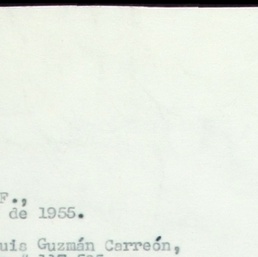 F.,
de 1955.
uis Guzmán Carreón,